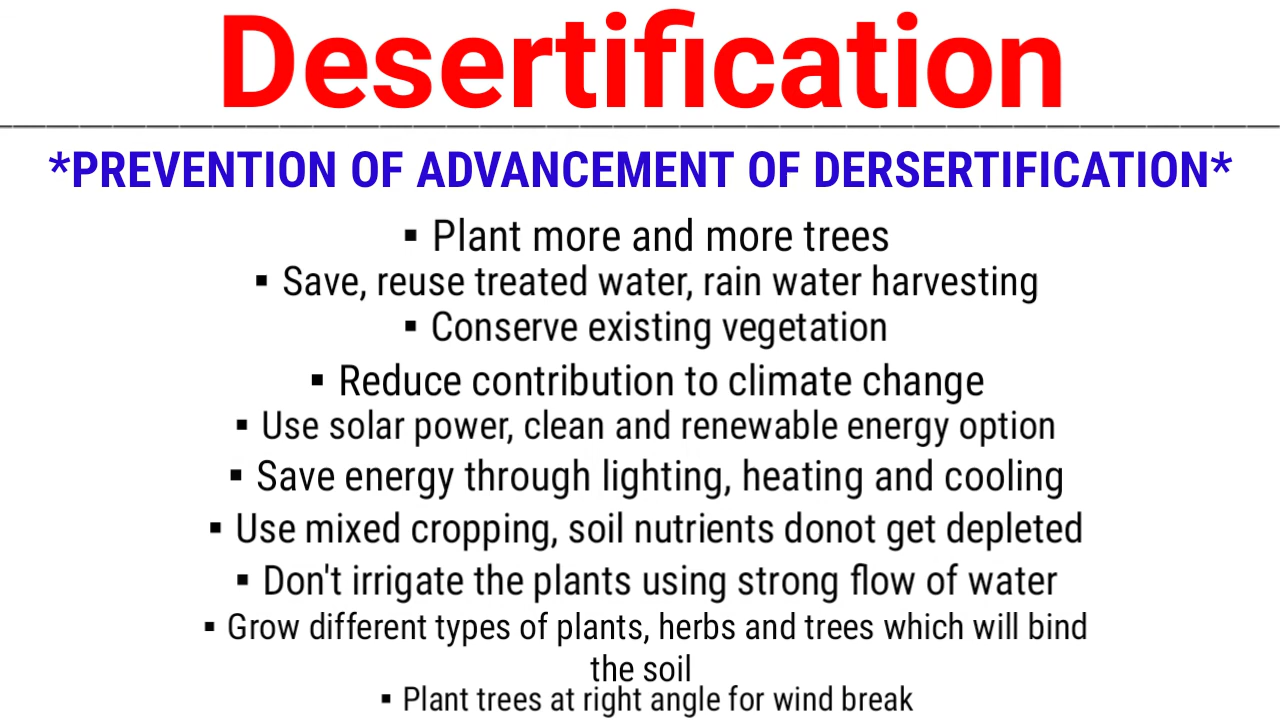 Desertification
*PREVENTION OF ADVANCEMENT OF DERSERTIFICATION*
▪ Plant more and more trees
▪ Save, reuse treated water, rain water harvesting
▪ Conserve existing vegetation
▪ Reduce contribution to climate change
▪ Use solar power, clean and renewable energy option
▪ Save energy through lighting, heating and cooling
▪ Use mixed cropping, soil nutrients donot get depleted
▪ Don't irrigate the plants using strong flow of water
▪ Grow different types of plants, herbs and trees which will bind
the soil
▪ Plant trees at right angle for wind break